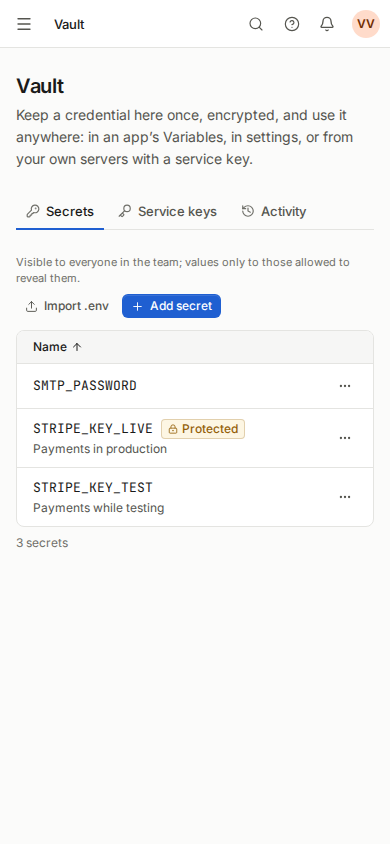 Vault
VV
Vault
Keep a credential here once, encrypted, and use it
anywhere: in an app's Variables, in settings, or from
your own servers with a service key.
Secrets
Service keys
Activity
Visible to everyone in the team; values only to those allowed to
reveal them.
Import .env
Add secret
Name
SMTP_PASSWORD
STRIPE_KEY_LIVE
Protected
Payments in production
STRIPE_KEY_TEST
Payments while testing
3 secrets